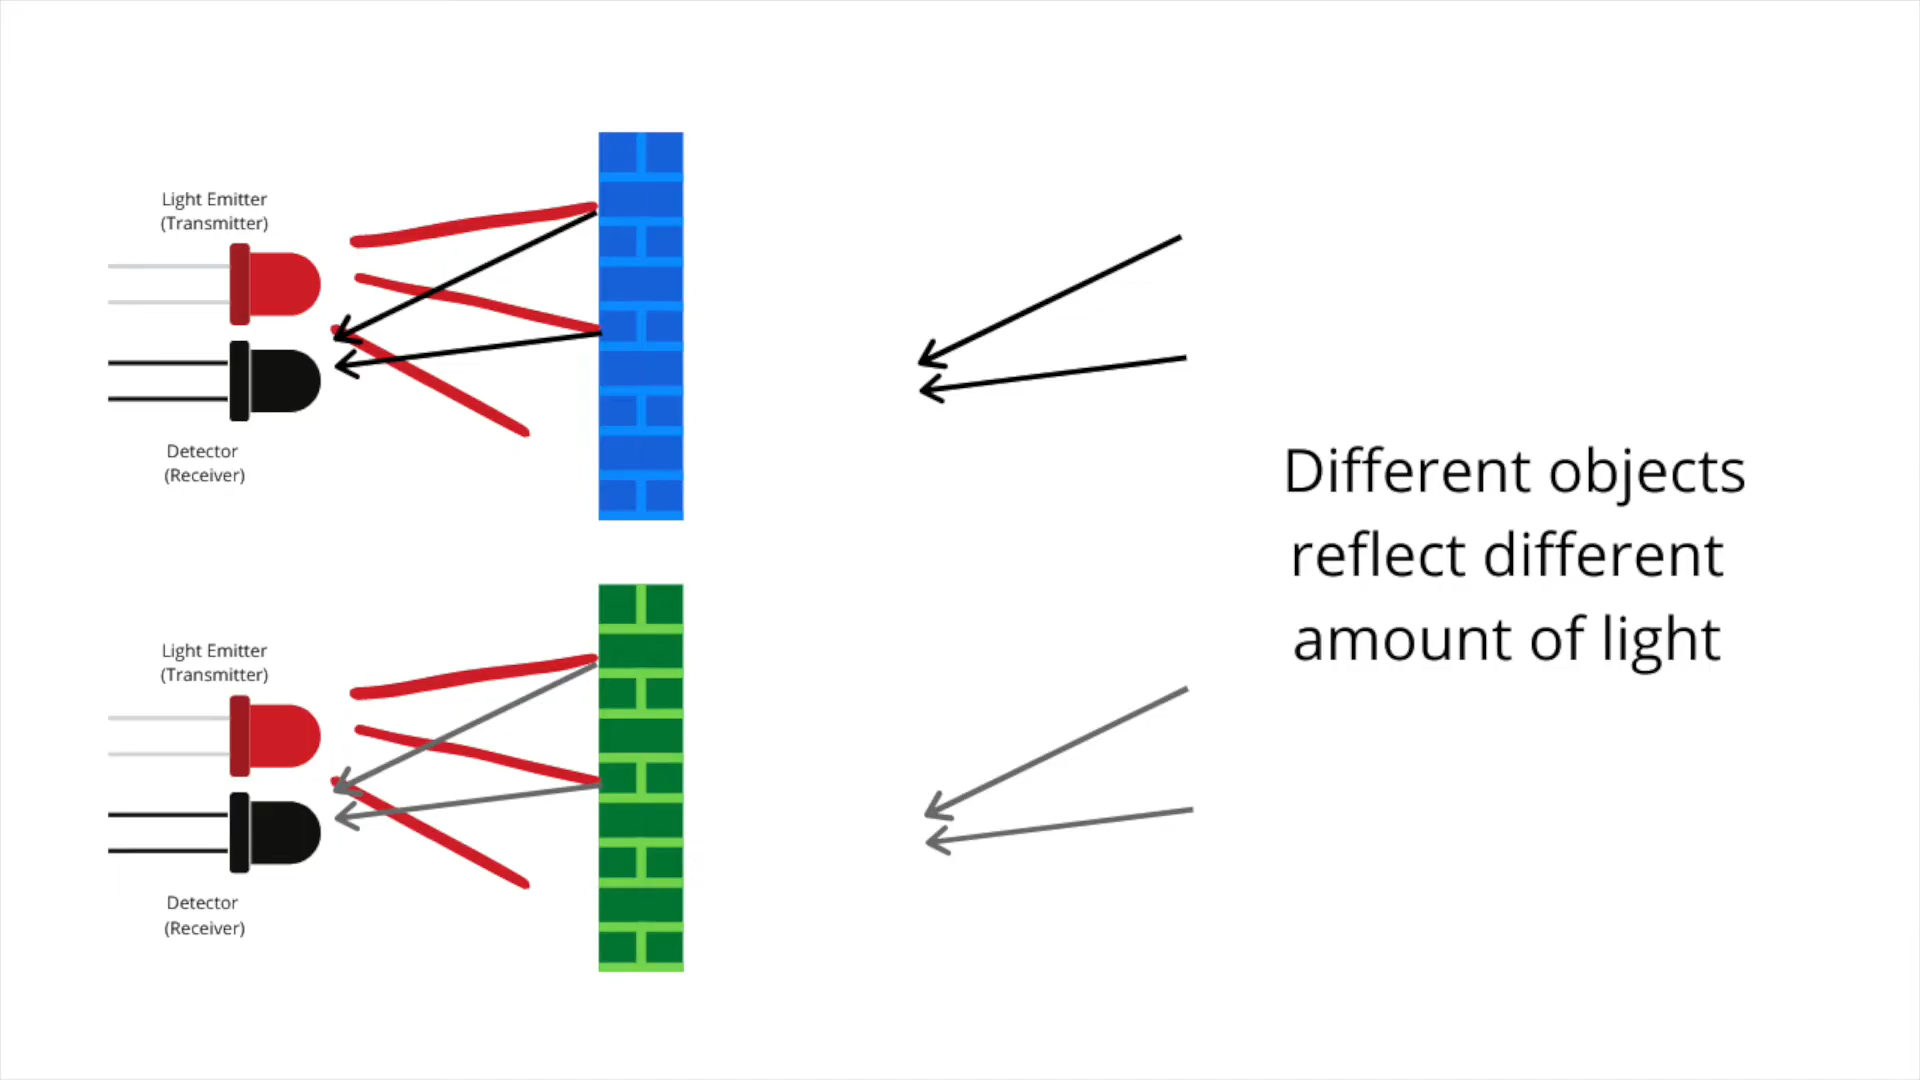 Light Emitter
(Transmitter)
Detector
(Receiver)
Different objects
reflect different
amount of light
Light Emitter
(Transmitter)
Detector
(Receiver)